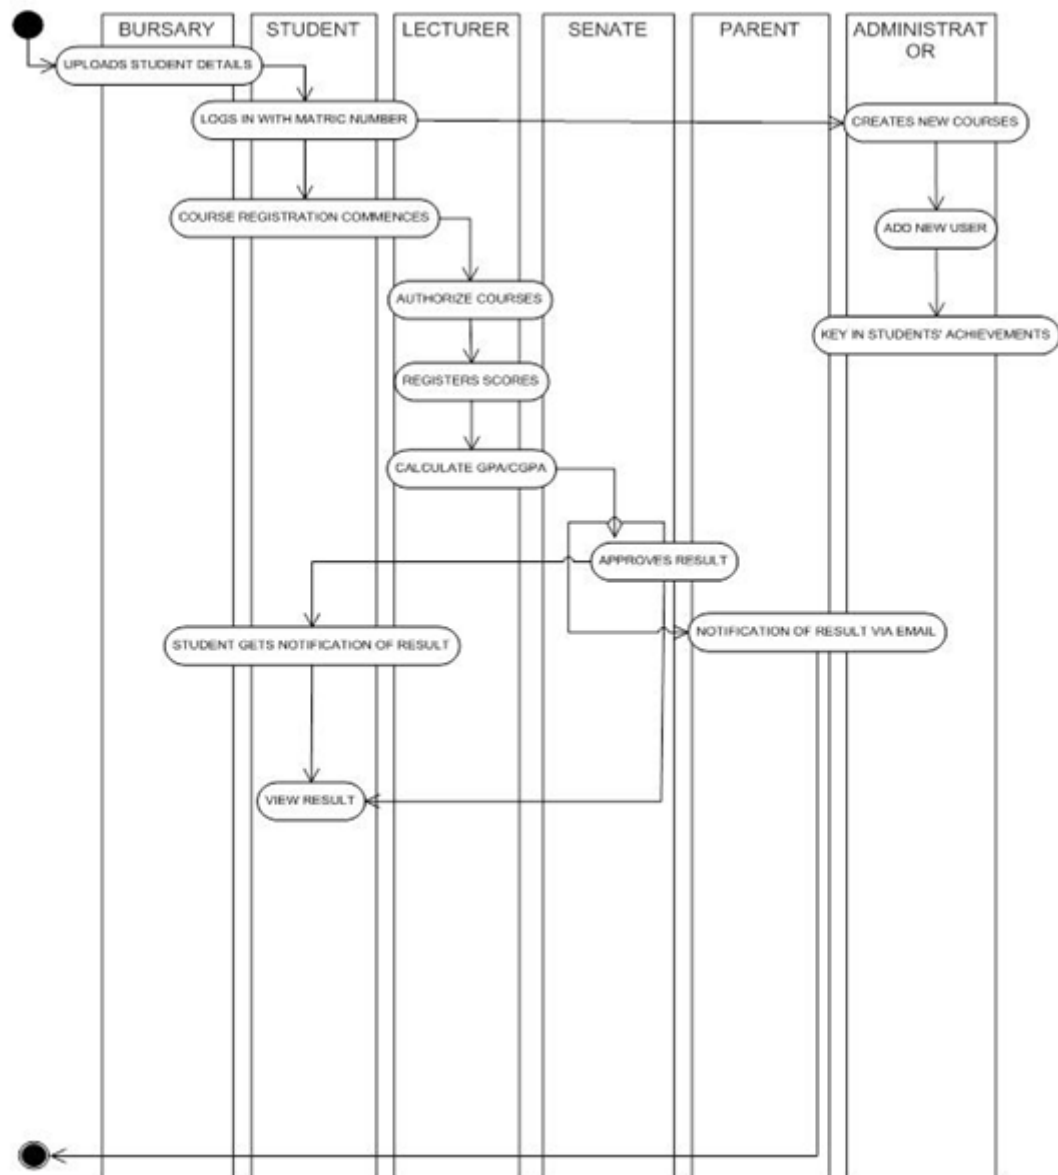 BURSARY
STUDENT
LECTURER
SENATE
PARENT
ADMINISTRAT
OR
UPLOADS STUDENT DETAILS
LOGS IN WITH MATRIC NUMBER
CREATES NEW COURSES
COURSE REGISTRATION COMMENCES
ADD NEW USER
AUTHORIZE COURSES
KEY IN STUDENTS' ACHIEVEMENTS
REGISTERS SCORES
CALCULATE GPA/CGPA
APPROVES RESULT
STUDENT GETS NOTIFICATION OF RESULT
NOTIFICATION OF RESULT VIA EMAIL
VIEW RESULT